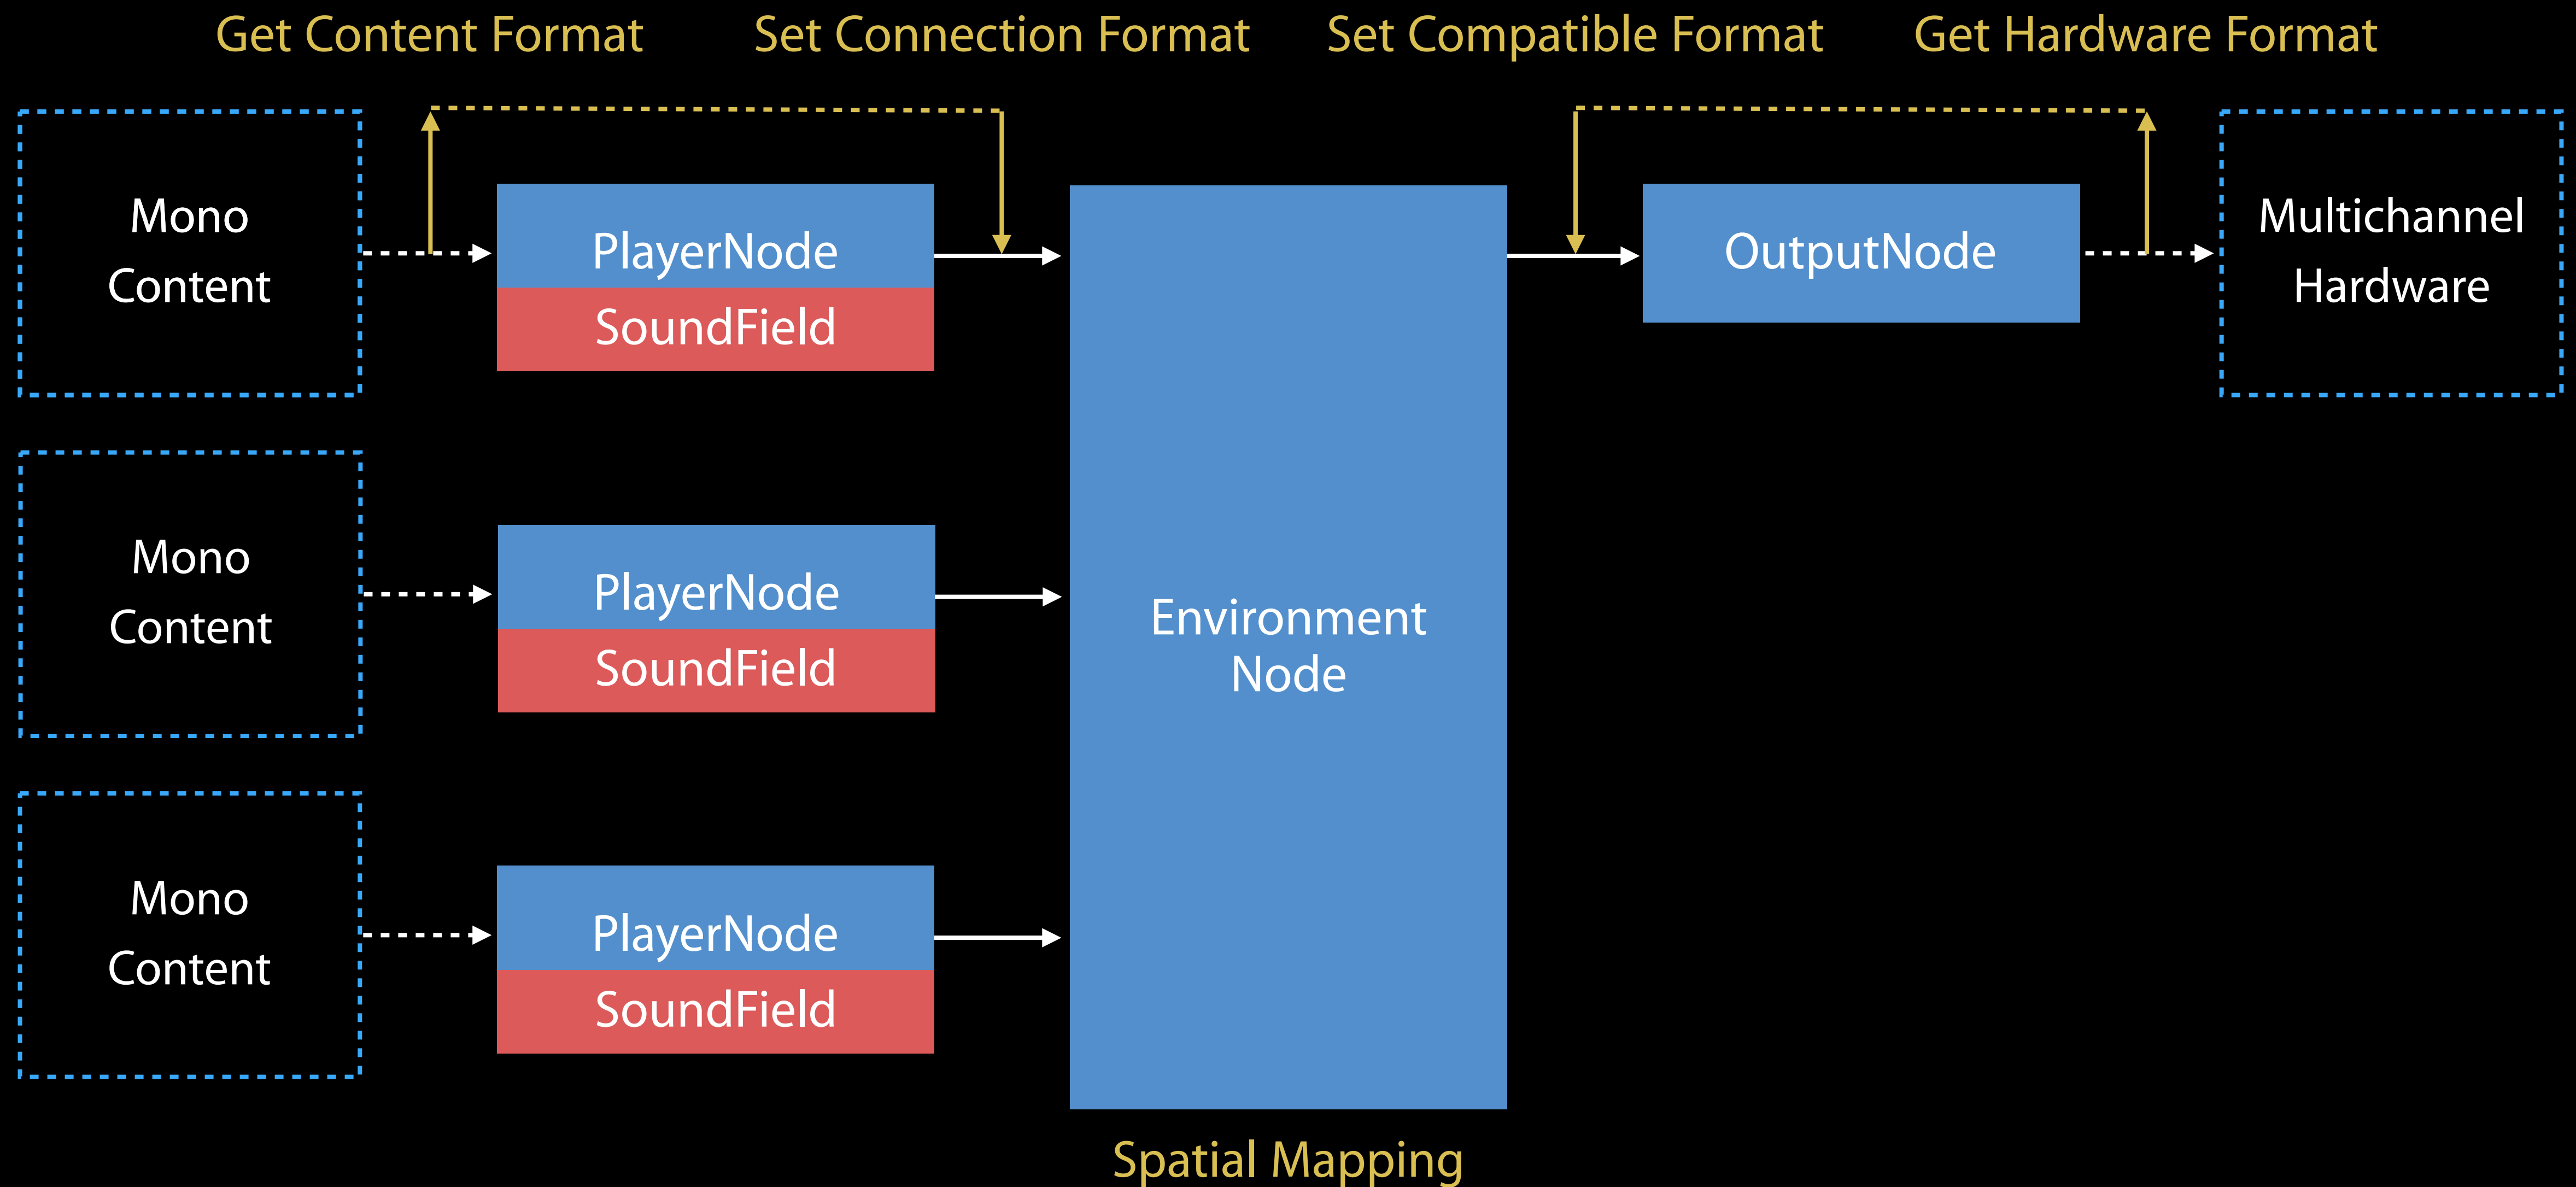 Get Content Format
Set Connection Format
Set Compatible Format
Get Hardware Format
Mono
Content
PlayerNode
SoundField
OutputNode
Multichannel
Hardware
Mono
Content
PlayerNode
SoundField
Environment
Node
Mono
Content
PlayerNode
SoundField
Spatial Mapping